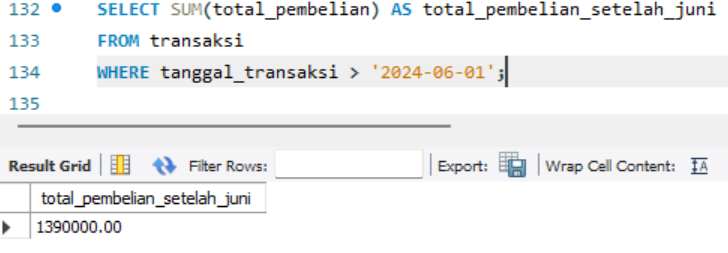 132 SELECT SUM(total_pembelian) AS total_pembelian_setelah_juni
133 FROM transaksi
134 WHERE tanggal_transaksi > '2024-06-01';
135
Result Grid Filter Rows: Export: Wrap Cell Content:
total_pembelian_setelah_juni
1390000.00